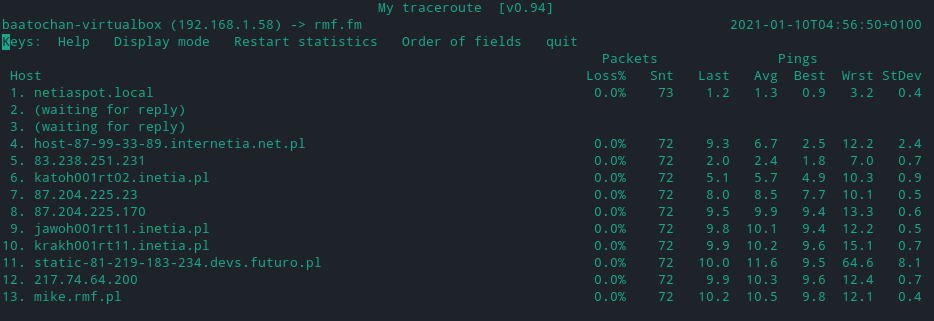 My traceroute  [v0.94]
baatochan-virtualbox (192.168.1.58) -> rmf.fm 2021-01-10T04:56:50+0100
Keys:  Help   Display mode   Restart statistics   Order of fields   quit
Packets Pings
Host Loss% Snt Last Avg Best Wrst StDev
1. netiaspot.local 0.0% 73 1.2 1.3 0.9 3.2 0.4
2. (waiting for reply)
3. (waiting for reply)
4. host-87-99-33-89.internetia.net.pl 0.0% 72 9.3 6.7 2.5 12.2 2.4
5. 83.238.251.231 0.0% 72 2.0 2.4 1.8 7.0 0.7
6. katoh001rt02.inetia.pl 0.0% 72 5.1 5.7 4.9 10.3 0.9
7. 87.204.225.23 0.0% 72 8.0 8.5 7.7 10.1 0.5
8. 87.204.225.170 0.0% 72 9.5 9.9 9.4 13.3 0.6
9. jawoh001rt11.inetia.pl 0.0% 72 9.8 10.1 9.4 12.2 0.5
10. krakh001rt11.inetia.pl 0.0% 72 9.9 10.2 9.6 15.1 0.7
11. static-81-219-183-234.devs.futuro.pl 0.0% 72 10.0 11.6 9.5 64.6 8.1
12. 217.74.64.200 0.0% 72 9.9 10.3 9.6 12.4 0.7
13. mike.rmf.pl 0.0% 72 10.2 10.5 9.8 12.1 0.4